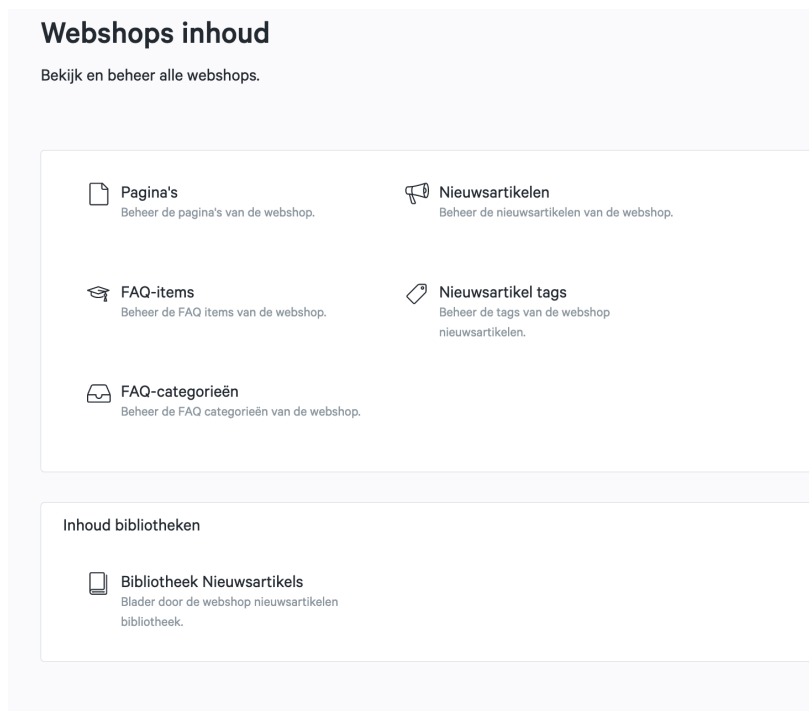 Webshops inhoud
Bekijk en beheer alle webshops.
Pagina's
Beheer de pagina's van de webshop.
Nieuwsartikelen
Beheer de nieuwsartikelen van de webshop.
FAQ-items
Beheer de FAQ items van de webshop.
Nieuwsartikel tags
Beheer de tags van de webshop
nieuwsartikelen.
FAQ-categorieën
Beheer de FAQ categorieën van de webshop.
Inhoud bibliotheken
Bibliotheek Nieuwsartikels
Blader door de webshop nieuwsartikelen
bibliotheek.